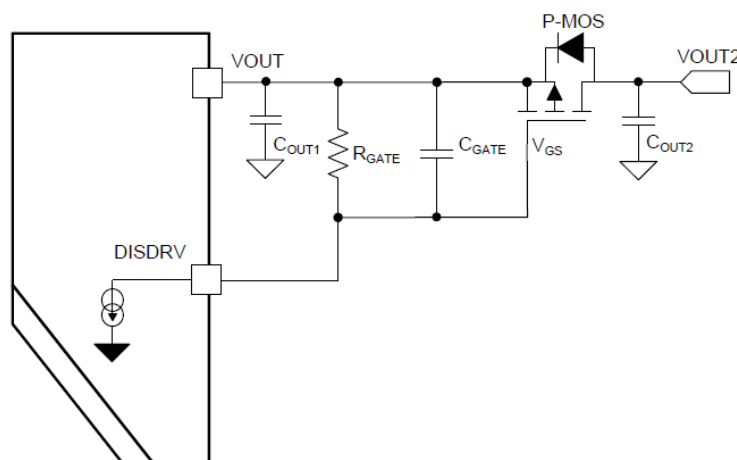 P-MOS
VOUT
VOUT2
COUT1
RGATE
CGATE
VGS
COUT2
DISDRV